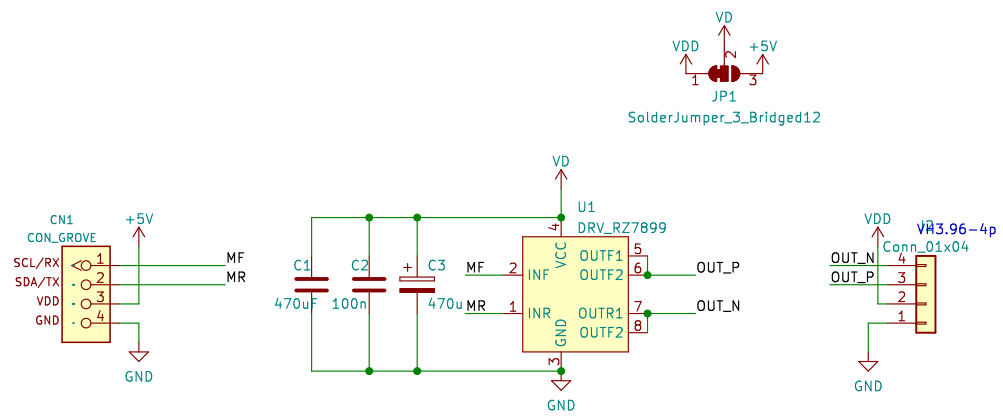 VD
VDD
+5V
2
1
3
JP1
SolderJumper_3_Bridged12
VD
CN1
CON_GROVE
+5V
SCL/RX 1 MF
SDA/TX 2 MR
VDD 3
GND 4
GND
C1
470uF
C2
100n
+
C3
470u
U1
DRV_RZ7899
4
VCC
MF 2 INF
MR 1 INR
OUTF1 5
OUTF2 6 OUT_P
OUTR1 7 OUT_N
OUTF2 8
GND
3
GND
VDD
VH3.96-4p
Conn_01x04
OUT_N 4
OUT_P 3
2
1
GND